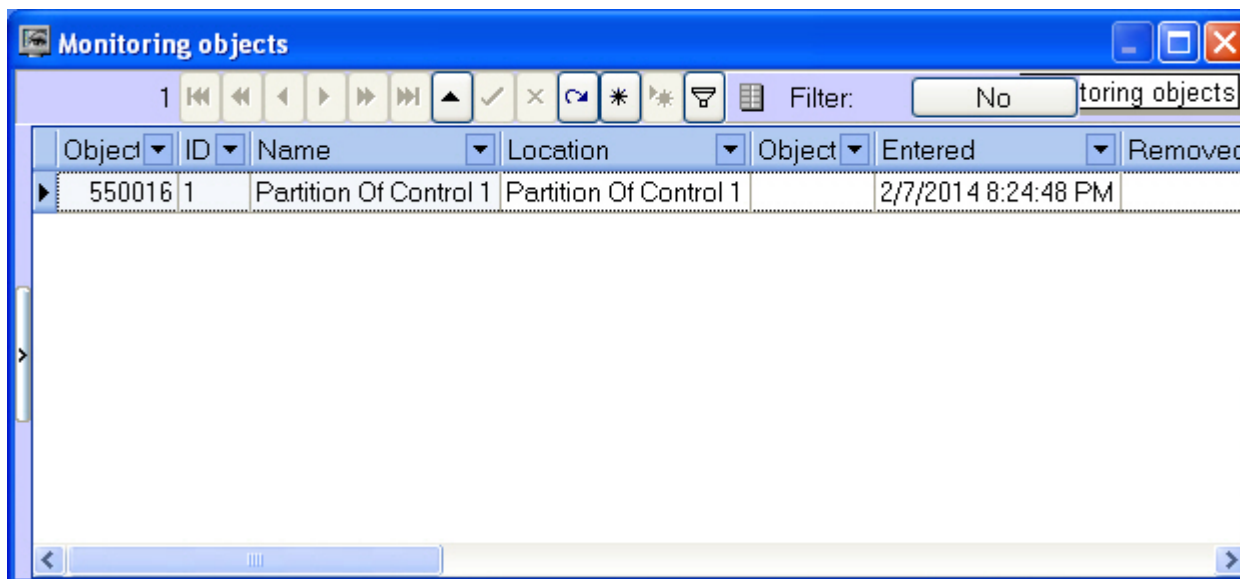 Monitoring objects
1 Filter: No toring objects
Object ID Name Location Object Entered Removed
550016 1 Partition Of Control 1 Partition Of Control 1 2/7/2014 8:24:48 PM